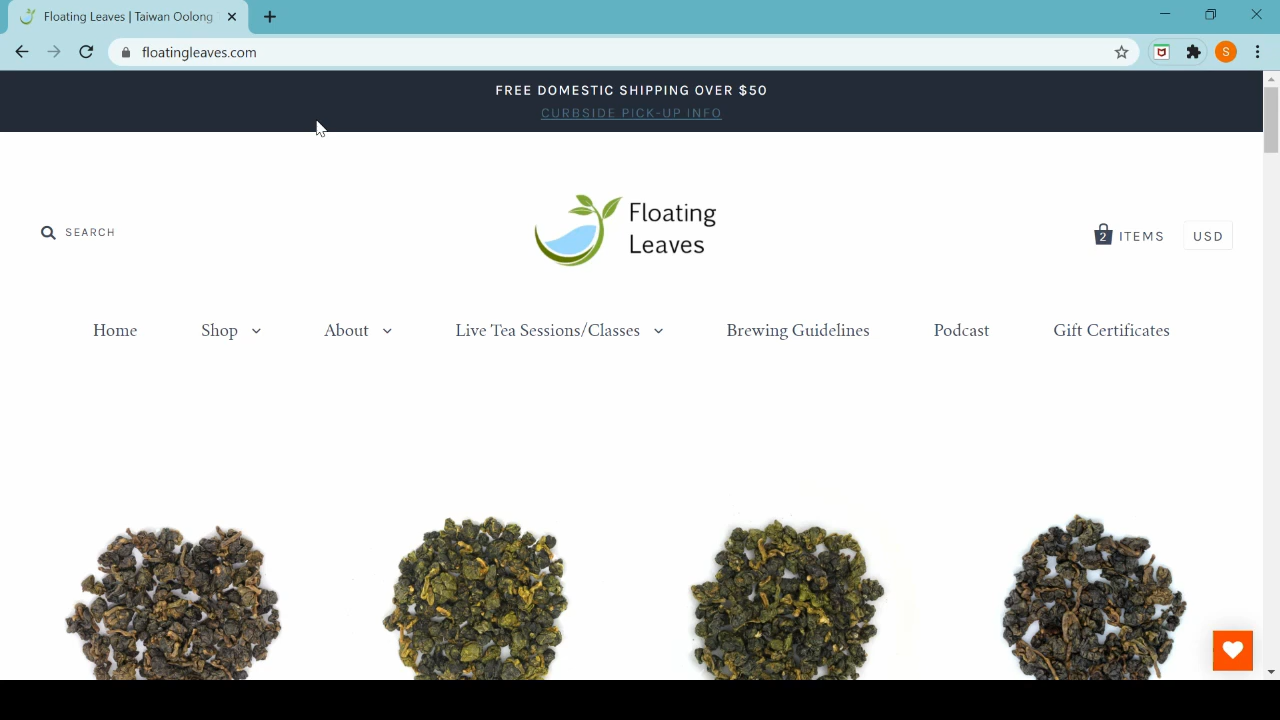 Floating Leaves | Taiwan Oolong
floatingleaves.com
S
FREE DOMESTIC SHIPPING OVER $50
CURBSIDE PICK-UP INFO
SEARCH
Floating
Leaves
2 ITEMS
USD
Home
Shop
About
Live Tea Sessions/Classes
Brewing Guidelines
Podcast
Gift Certificates